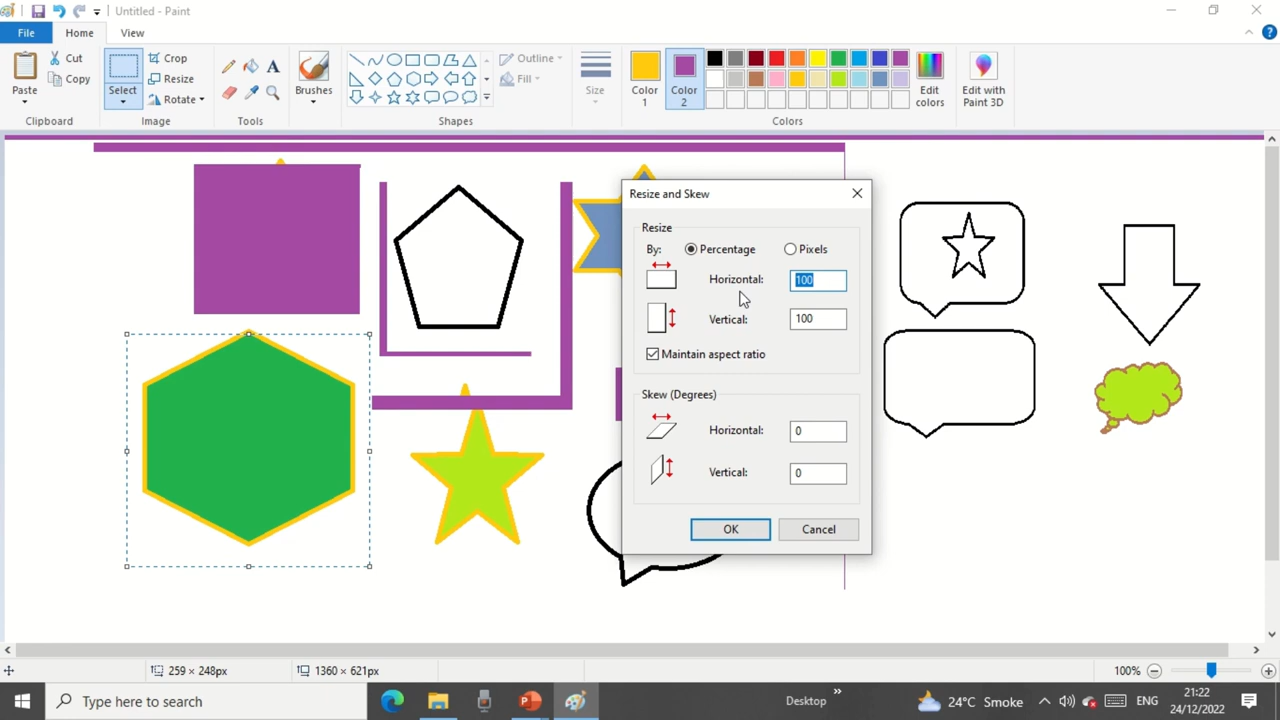 Untitled - Paint
File
Home
View
Paste
Cut
Copy
Clipboard
Select
Crop
Resize
Rotate
Image
A
Tools
Brushes
Outline
Fill
Shapes
Size
Color
1
Color
2
Edit
colors
Colors
Edit with
Paint 3D
Resize and Skew
Resize
By:
Percentage
Pixels
Horizontal:
100
Vertical:
100
Maintain aspect ratio
Skew (Degrees)
Horizontal:
0
Vertical:
0
OK
Cancel
259 × 248px
1360 × 621px
100%
Type here to search
Desktop
24°C Smoke
ENG
21:22
24/12/2022